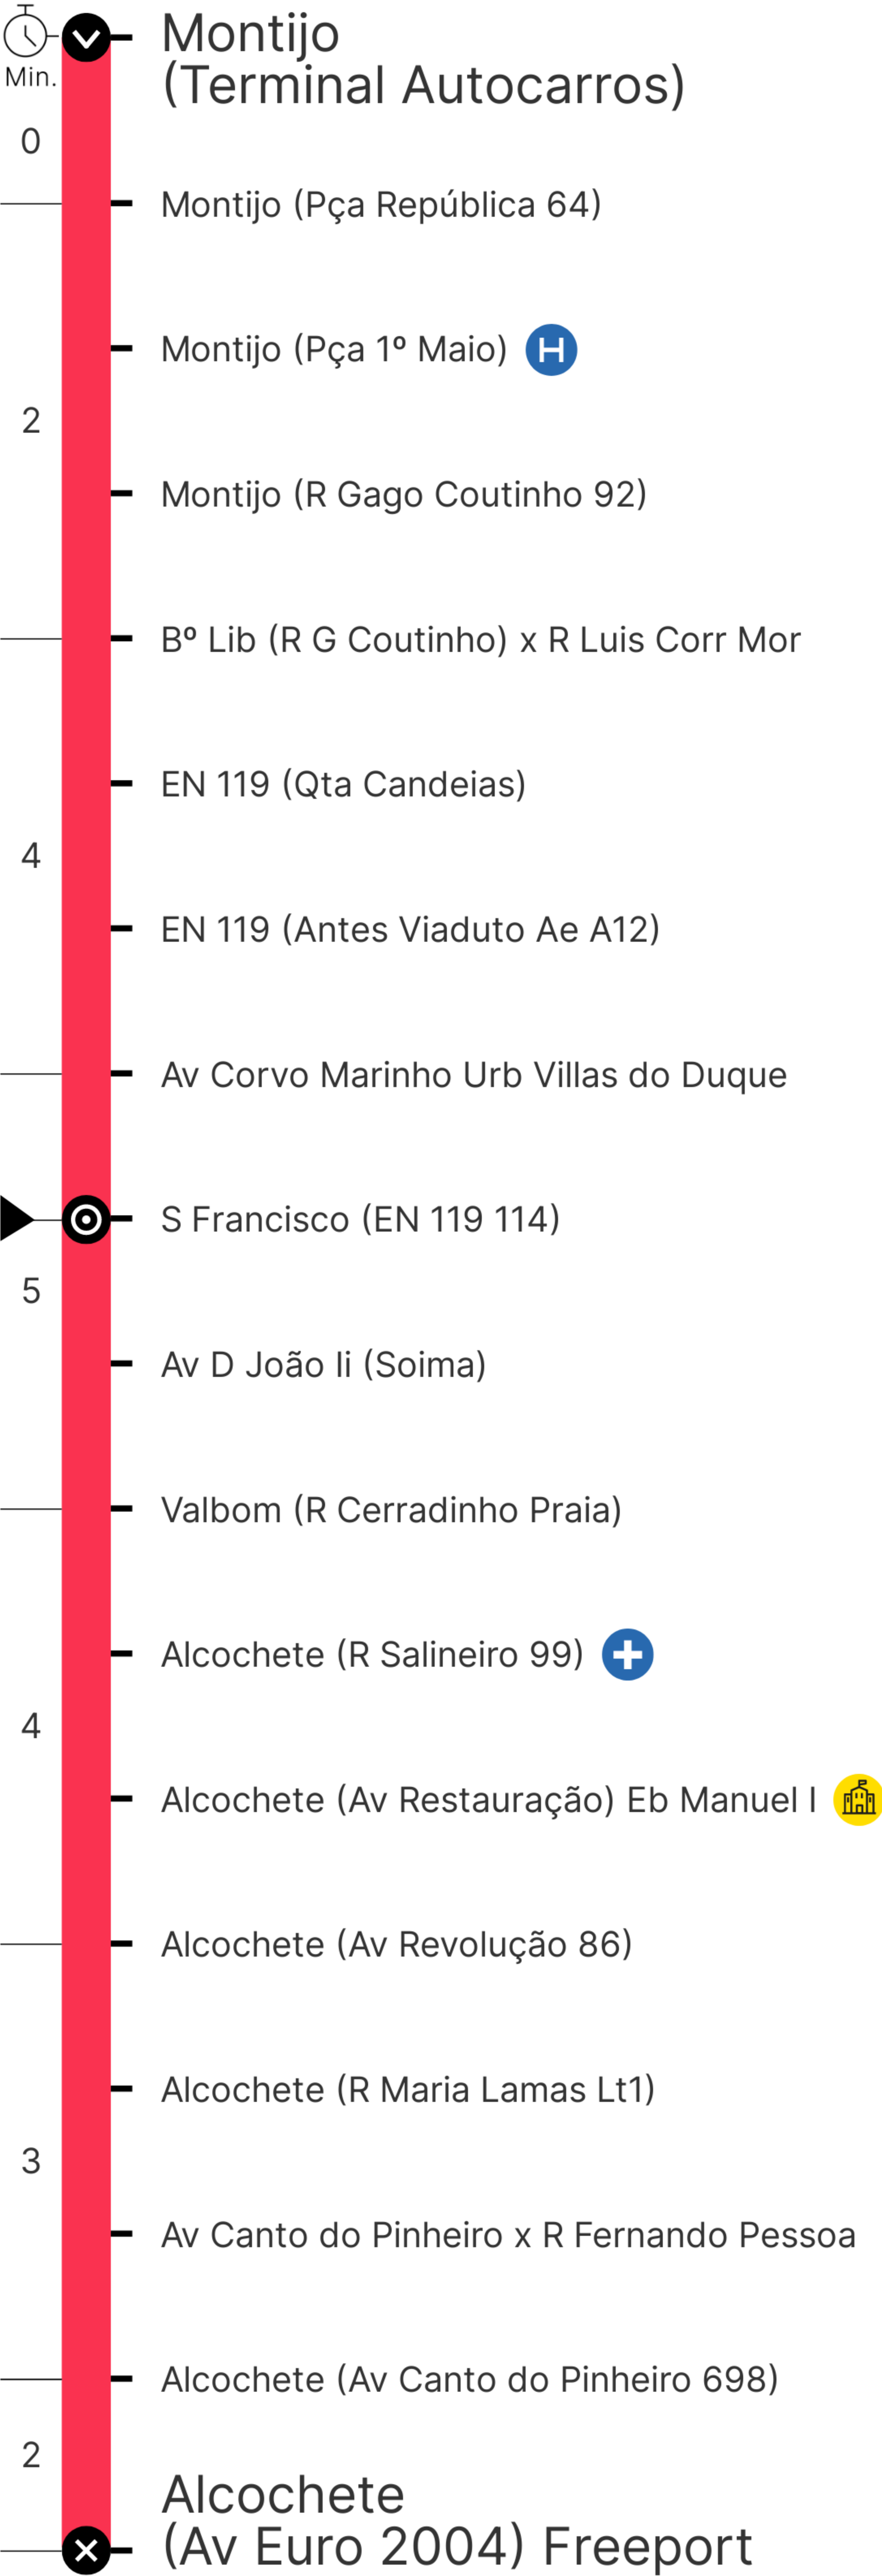 Montijo
(Terminal Autocarros)
Min.
0
Montijo (Pça República 64)
Montijo (Pça 1º Maio) H
2
Montijo (R Gago Coutinho 92)
Bº Lib (R G Coutinho) x R Luis Corr Mor
EN 119 (Qta Candeias)
4
EN 119 (Antes Viaduto Ae A12)
Av Corvo Marinho Urb Villas do Duque
S Francisco (EN 119 114)
5
Av D João Ii (Soima)
Valbom (R Cerradinho Praia)
Alcochete (R Salineiro 99)
4
Alcochete (Av Restauração) Eb Manuel I
Alcochete (Av Revolução 86)
Alcochete (R Maria Lamas Lt1)
3
Av Canto do Pinheiro x R Fernando Pessoa
Alcochete (Av Canto do Pinheiro 698)
2
Alcochete
(Av Euro 2004) Freeport